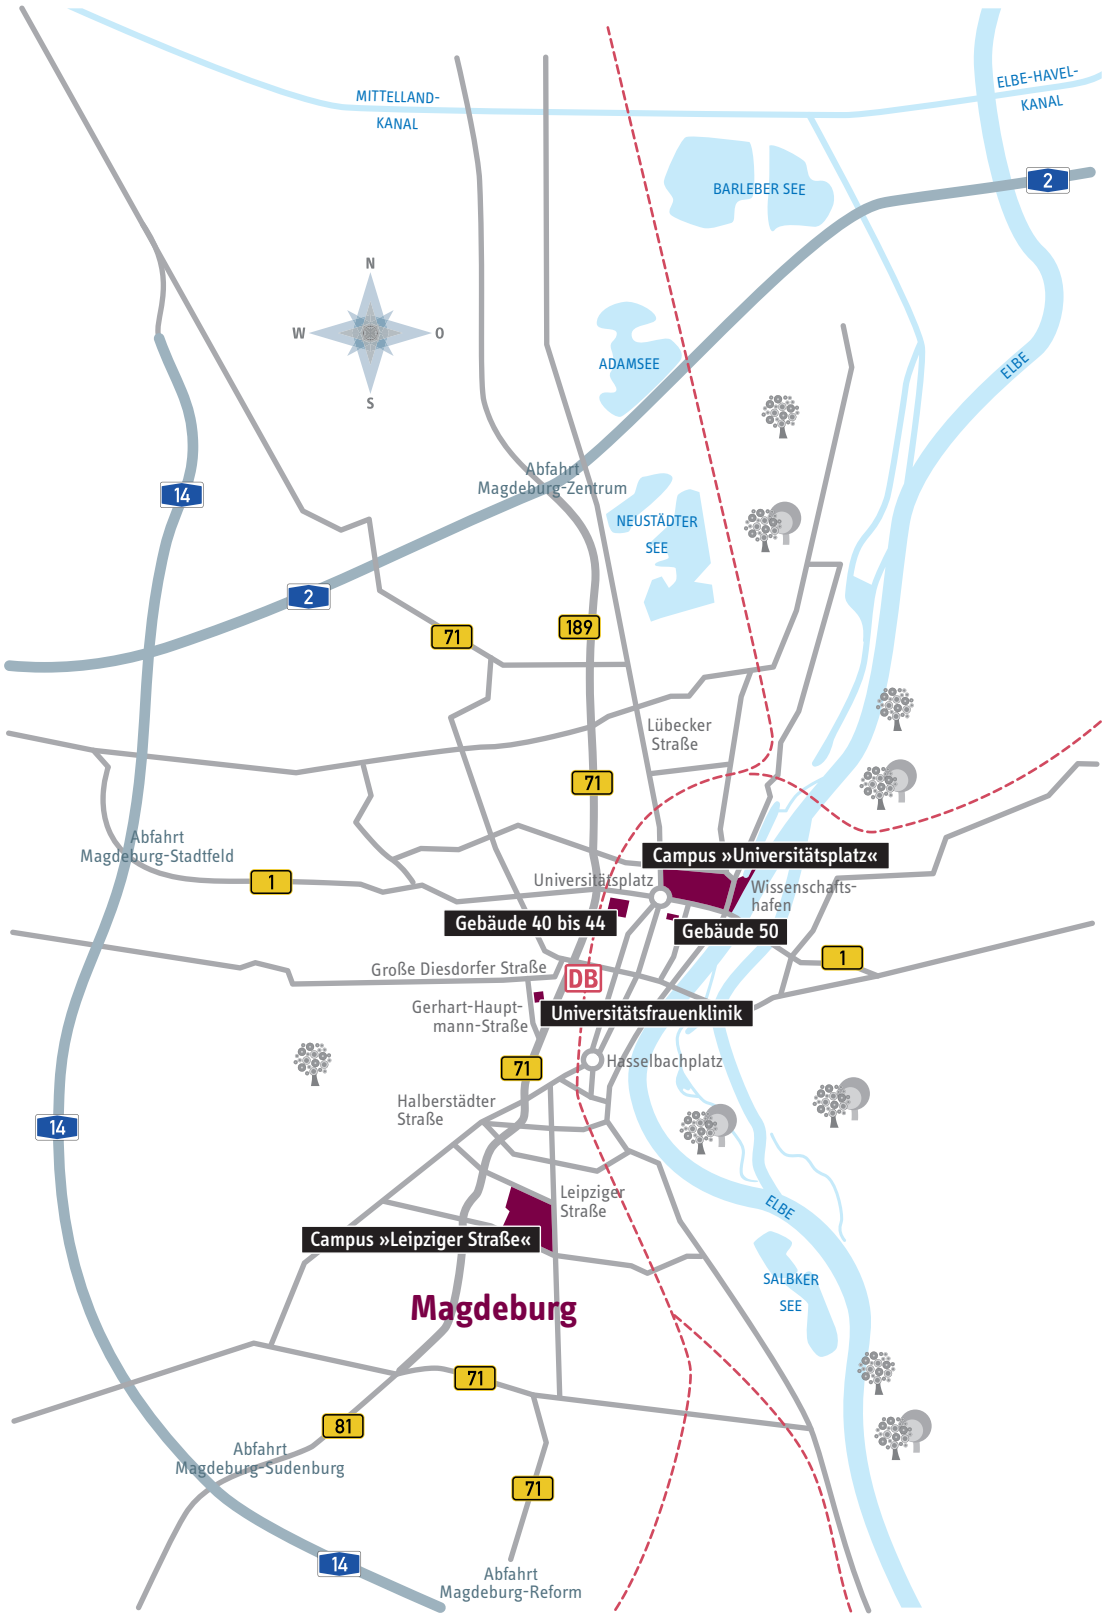 MITTELLAND-
KANAL
ELBE-HAVEL-
KANAL
2
BARLEBER SEE
N
W
O
S
ADAMSEE
ELBE
Abfahrt
Magdeburg-Zentrum
14
NEUSTÄDTER
SEE
2
71
189
Lübecker
Straße
71
Abfahrt
Magdeburg-Stadtfeld
Campus »Universitätsplatz«
1
Universitätsplatz
Wissenschafts-
hafen
Gebäude 40 bis 44
Gebäude 50
1
Große Diesdorfer Straße
DB
Gerhart-Haupt-
mann-Straße
Universitätsfrauenklinik
71
Hasselbachplatz
Halberstädter
Straße
14
Leipziger
Straße
ELBE
Campus »Leipziger Straße«
SALBKER
SEE
Magdeburg
71
81
Abfahrt
Magdeburg-Sudenburg
71
14
Abfahrt
Magdeburg-Reform